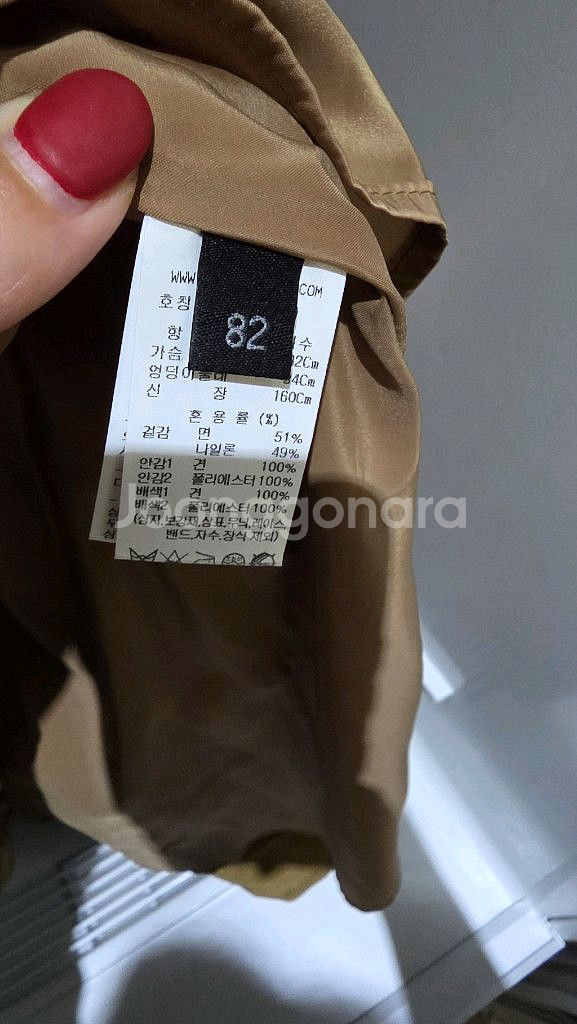 82
WWW
COM
호칭
항
수
가슴
82Cm
엉덩이둘레
94Cm
신 장 160Cm
혼 용 률 (%)
겉감 면 51%
나일론 49%
안감1 견 100%
안감2 폴리에스터 100%
배색1 견 100%
배색2 폴리에스터 100%
(심지,보강재,상표,무늬,레이스
밴드,자수,장식 제외)
Joonggonara